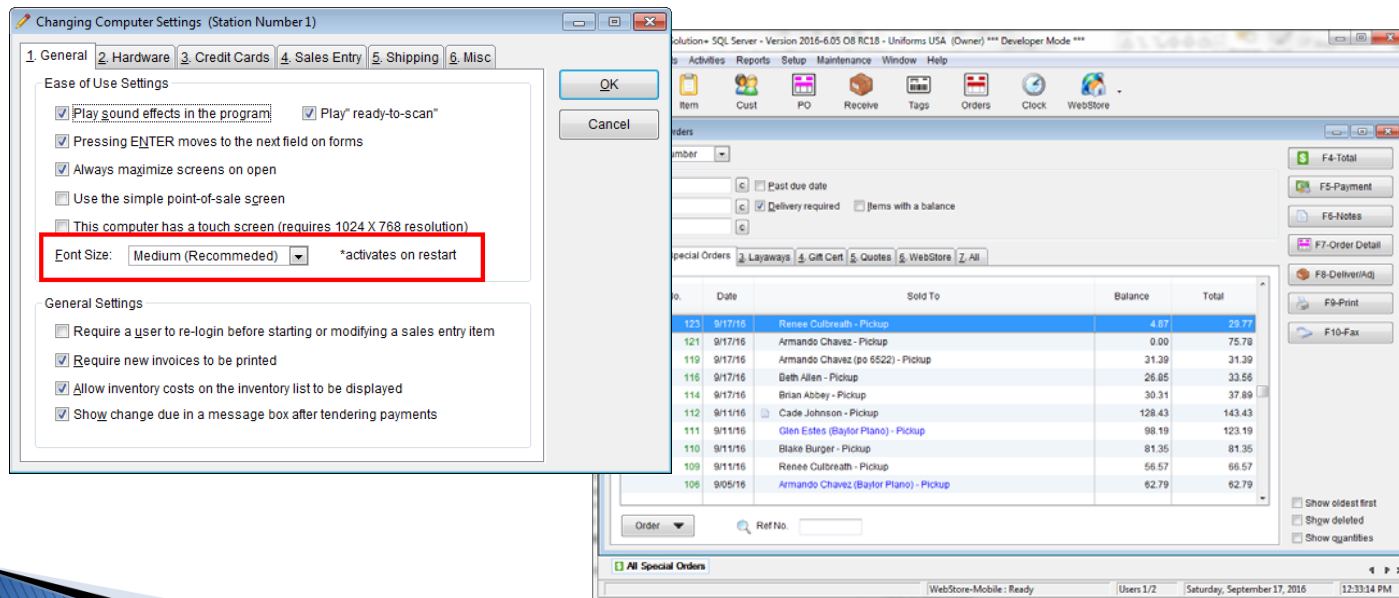 Changing Computer Settings (Station Number 1)
1. General 2. Hardware 3. Credit Cards 4. Sales Entry 5. Shipping 6. Misc
Ease of Use Settings
Play sound effects in the program Play" ready-to-scan"
Pressing ENTER moves to the next field on forms
Always maximize screens on open
Use the simple point-of-sale screen
This computer has a touch screen (requires 1024 X 768 resolution)
Font Size: Medium (Recommeded) *activates on restart
General Settings
Require a user to re-login before starting or modifying a sales entry item
Require new invoices to be printed
Allow inventory costs on the inventory list to be displayed
Show change due in a message box after tendering payments
OK
Cancel
olution+ SQL Server - Version 2016-6.05 O8 RC18 - Uniforms USA (Owner) *** Developer Mode ***
s Activities Reports Setup Maintenance Window Help
Item Cust PO Receive Tags Orders Clock WebStore
rders
umber
c Past due date
c Delivery required Items with a balance
c
pecial Orders 3. Layaways 4. Gift Cert 5. Quotes 6. WebStore 7. All
o. Date Sold To Balance Total
123 9/17/16 Renee Culbreath - Pickup 4.87 29.77
121 9/17/16 Armando Chavez - Pickup 0.00 75.78
119 9/17/16 Armando Chavez (po 6522) - Pickup 31.39 31.39
116 9/17/16 Beth Allen - Pickup 26.85 33.56
114 9/17/16 Brian Abbey - Pickup 30.31 37.89
112 9/11/16 Cade Johnson - Pickup 128.43 143.43
111 9/11/16 Glen Estes (Baylor Plano) - Pickup 98.19 123.19
110 9/11/16 Blake Burger - Pickup 81.35 81.35
109 9/11/16 Renee Culbreath - Pickup 56.57 66.57
106 9/05/16 Armando Chavez (Baylor Plano) - Pickup 62.79 62.79
Order Ref No.
F4-Total
F5-Payment
F6-Notes
F7-Order Detail
F8-Deliver/Adj
F9-Print
F10-Fax
Show oldest first
Show deleted
Show quantities
All Special Orders
WebStore-Mobile : Ready Users 1/2 Saturday, September 17, 2016 12:33:14 PM